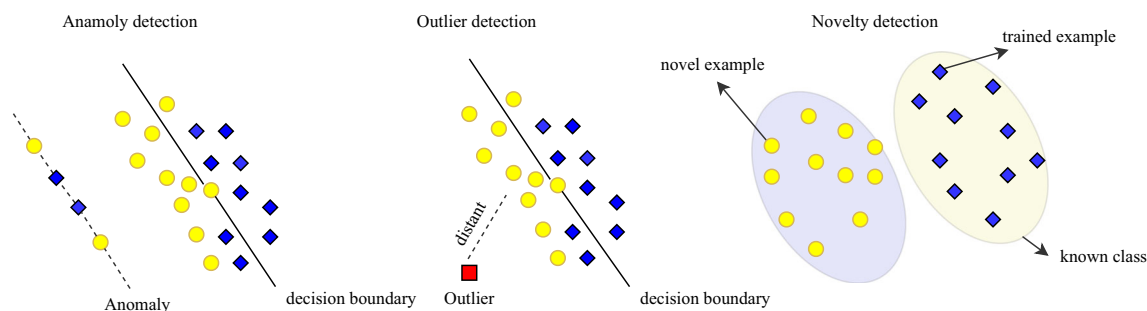 Anamoly detection
Outlier detection
Novelty detection
trained example
novel example
distant
known class
Anomaly
decision boundary
Outlier
decision boundary